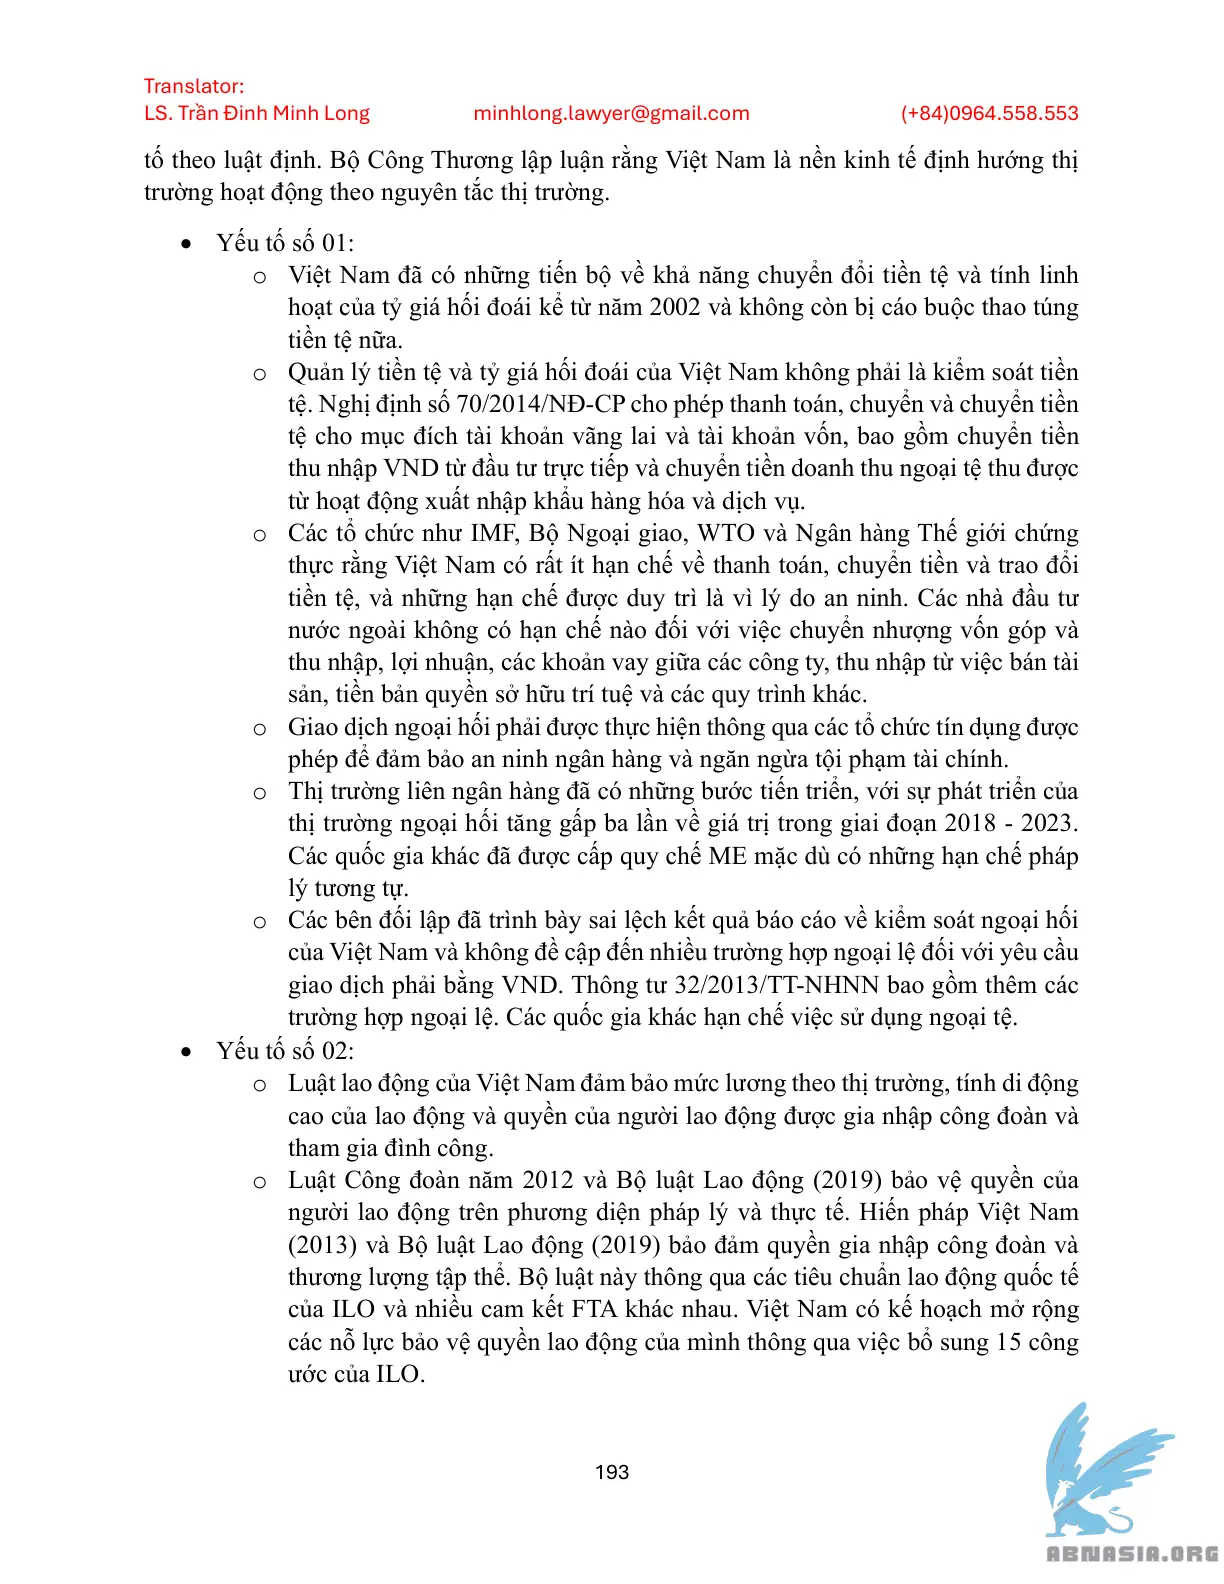 Translator:
LS. Trần Đinh Minh Long minhlong.lawyer@gmail.com (+84)0964.558.553
tố theo luật định. Bộ Công Thương lập luận rằng Việt Nam là nền kinh tế định hướng thị
trường hoạt động theo nguyên tắc thị trường.
• Yếu tố số 01:
o Việt Nam đã có những tiến bộ về khả năng chuyển đổi tiền tệ và tính linh
hoạt của tỷ giá hối đoái kể từ năm 2002 và không còn bị cáo buộc thao túng
tiền tệ nữa.
o Quản lý tiền tệ và tỷ giá hối đoái của Việt Nam không phải là kiểm soát tiền
tệ. Nghị định số 70/2014/NĐ-CP cho phép thanh toán, chuyển và chuyển tiền
tệ cho mục đích tài khoản vãng lai và tài khoản vốn, bao gồm chuyển tiền
thu nhập VND từ đầu tư trực tiếp và chuyển tiền doanh thu ngoại tệ thu được
từ hoạt động xuất nhập khẩu hàng hóa và dịch vụ.
o Các tổ chức như IMF, Bộ Ngoại giao, WTO và Ngân hàng Thế giới chứng
thực rằng Việt Nam có rất ít hạn chế về thanh toán, chuyển tiền và trao đổi
tiền tệ, và những hạn chế được duy trì là vì lý do an ninh. Các nhà đầu tư
nước ngoài không có hạn chế nào đối với việc chuyển nhượng vốn góp và
thu nhập, lợi nhuận, các khoản vay giữa các công ty, thu nhập từ việc bán tài
sản, tiền bản quyền sở hữu trí tuệ và các quy trình khác.
o Giao dịch ngoại hối phải được thực hiện thông qua các tổ chức tín dụng được
phép để đảm bảo an ninh ngân hàng và ngăn ngừa tội phạm tài chính.
o Thị trường liên ngân hàng đã có những bước tiến triển, với sự phát triển của
thị trường ngoại hối tăng gấp ba lần về giá trị trong giai đoạn 2018 - 2023.
Các quốc gia khác đã được cấp quy chế ME mặc dù có những hạn chế pháp
lý tương tự.
o Các bên đối lập đã trình bày sai lệch kết quả báo cáo về kiểm soát ngoại hối
của Việt Nam và không đề cập đến nhiều trường hợp ngoại lệ đối với yêu cầu
giao dịch phải bằng VND. Thông tư 32/2013/TT-NHNN bao gồm thêm các
trường hợp ngoại lệ. Các quốc gia khác hạn chế việc sử dụng ngoại tệ.
• Yếu tố số 02:
o Luật lao động của Việt Nam đảm bảo mức lương theo thị trường, tính di động
cao của lao động và quyền của người lao động được gia nhập công đoàn và
tham gia đình công.
o Luật Công đoàn năm 2012 và Bộ luật Lao động (2019) bảo vệ quyền của
người lao động trên phương diện pháp lý và thực tế. Hiến pháp Việt Nam
(2013) và Bộ luật Lao động (2019) bảo đảm quyền gia nhập công đoàn và
thương lượng tập thể. Bộ luật này thông qua các tiêu chuẩn lao động quốc tế
của ILO và nhiều cam kết FTA khác nhau. Việt Nam có kế hoạch mở rộng
các nỗ lực bảo vệ quyền lao động của mình thông qua việc bổ sung 15 công
ước của ILO.
193
ABNASIA.ORG